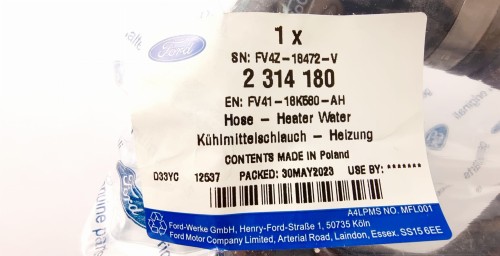 Ford
1 x
SN: FV4Z-18472-V
2 314 180
EN: FV41-18K580-AH
Hose - Heater Water
Kühlmittelschlauch - Heizung
CONTENTS MADE IN Poland
D33YC 12537 PACKED: 30MAY2023 USE BY: *******
A4LPMS NO. MFL001
Ford-Werke GmbH, Henry-Ford-Straße 1, 50735 Köln
Ford Motor Company Limited, Arterial Road, Laindon, Essex. SS15 6EE